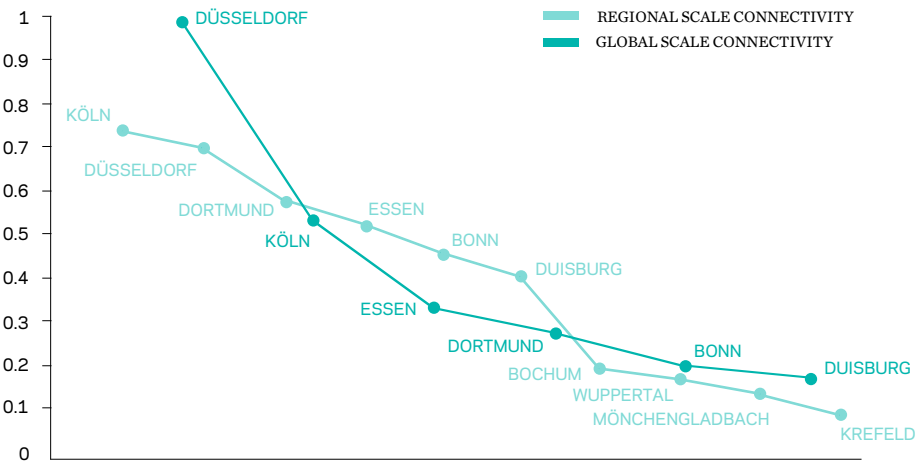 1
0.9
0.8
0.7
0.6
0.5
0.4
0.3
0.2
0.1
0
REGIONAL SCALE CONNECTIVITY
GLOBAL SCALE CONNECTIVITY
DÜSSELDORF
KÖLN
DÜSSELDORF
DORTMUND
ESSEN
KÖLN
BONN
DUISBURG
ESSEN
DORTMUND
BONN
BOCHUM
DUISBURG
WUPPERTAL
MÖNCHENGLADBACH
KREFELD